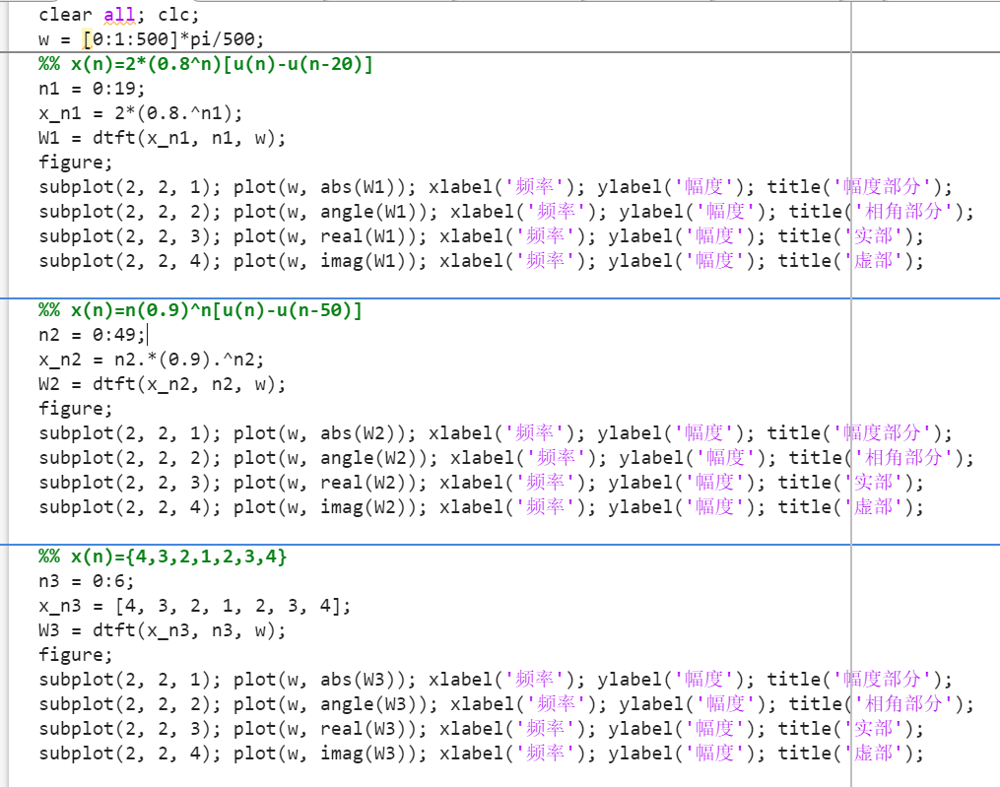 clear all; clc;
w = [0:1:500]*pi/500;
%% x(n)=2*(0.8^n)[u(n)-u(n-20)]
n1 = 0:19;
x_n1 = 2*(0.8.^n1);
W1 = dtft(x_n1, n1, w);
figure;
subplot(2, 2, 1); plot(w, abs(W1)); xlabel('频率'); ylabel('幅度'); title('幅度部分');
subplot(2, 2, 2); plot(w, angle(W1)); xlabel('频率'); ylabel('幅度'); title('相角部分');
subplot(2, 2, 3); plot(w, real(W1)); xlabel('频率'); ylabel('幅度'); title('实部');
subplot(2, 2, 4); plot(w, imag(W1)); xlabel('频率'); ylabel('幅度'); title('虚部');
%% x(n)=n(0.9)^n[u(n)-u(n-50)]
n2 = 0:49;
x_n2 = n2.*(0.9).^n2;
W2 = dtft(x_n2, n2, w);
figure;
subplot(2, 2, 1); plot(w, abs(W2)); xlabel('频率'); ylabel('幅度'); title('幅度部分');
subplot(2, 2, 2); plot(w, angle(W2)); xlabel('频率'); ylabel('幅度'); title('相角部分');
subplot(2, 2, 3); plot(w, real(W2)); xlabel('频率'); ylabel('幅度'); title('实部');
subplot(2, 2, 4); plot(w, imag(W2)); xlabel('频率'); ylabel('幅度'); title('虚部');
%% x(n)={4,3,2,1,2,3,4}
n3 = 0:6;
x_n3 = [4, 3, 2, 1, 2, 3, 4];
W3 = dtft(x_n3, n3, w);
figure;
subplot(2, 2, 1); plot(w, abs(W3)); xlabel('频率'); ylabel('幅度'); title('幅度部分');
subplot(2, 2, 2); plot(w, angle(W3)); xlabel('频率'); ylabel('幅度'); title('相角部分');
subplot(2, 2, 3); plot(w, real(W3)); xlabel('频率'); ylabel('幅度'); title('实部');
subplot(2, 2, 4); plot(w, imag(W3)); xlabel('频率'); ylabel('幅度'); title('虚部');